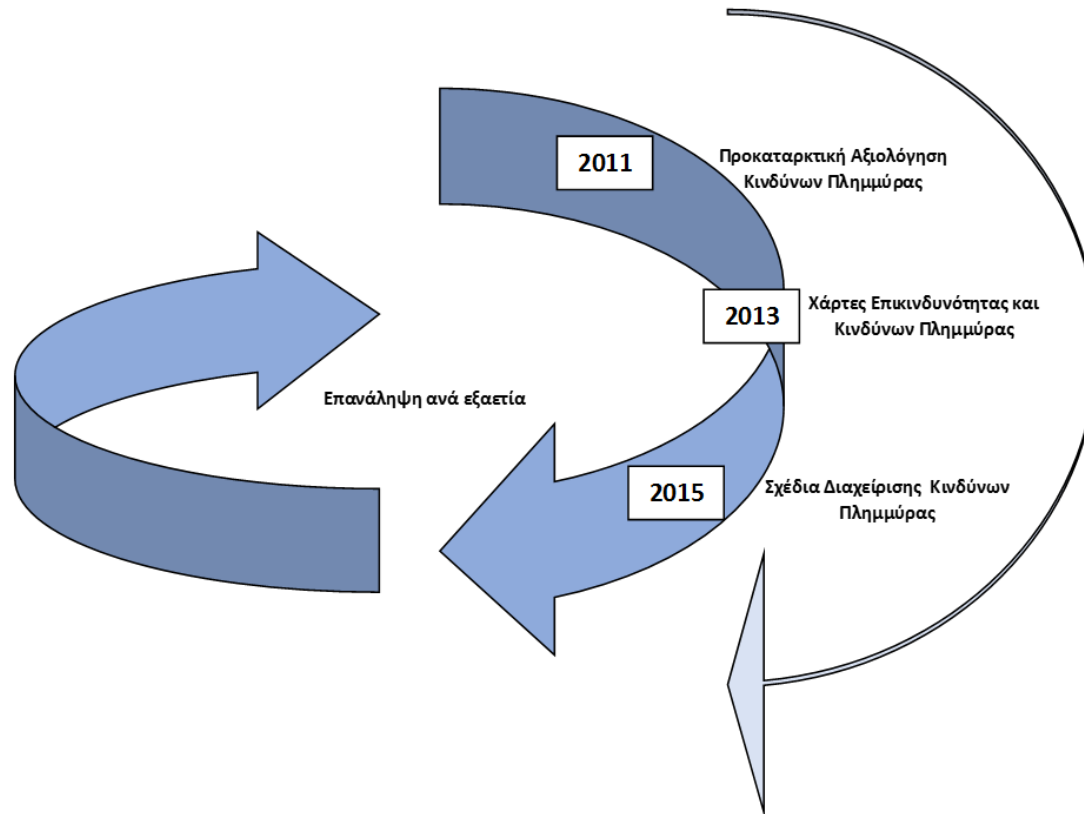 2011
Προκαταρκτική Αξιολόγηση
Κινδύνων Πλημμύρας
2013
Χάρτες Επικινδυνότητας και
Κινδύνων Πλημμύρας
Επανάληψη ανά εξαετία
2015
Σχέδια Διαχείρισης Κινδύνων
Πλημμύρας